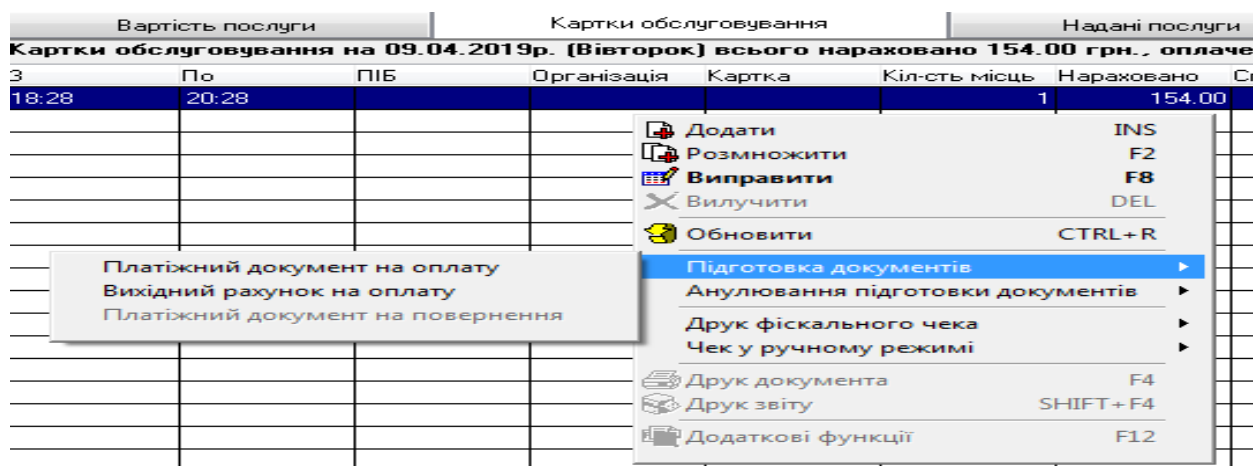 Вартість послуги Картки обслуговування Надані послуги
Картки обслуговування на 09.04.2019р. (Вівторок) всього нараховано 154.00 грн., оплаче
З По ПІБ Організація Картка Кіл-сть місць Нараховано
18:28 20:28 1 154.00
Додати INS
Розмножити F2
Виправити F8
Вилучити DEL
Обновити CTRL+R
Підготовка документів
Анулювання підготовки документів
Друк фіскального чека
Чек у ручному режимі
Друк документа F4
Друк звіту SHIFT+F4
Додаткові функції F12
Платіжний документ на оплату
Вихідний рахунок на оплату
Платіжний документ на повернення